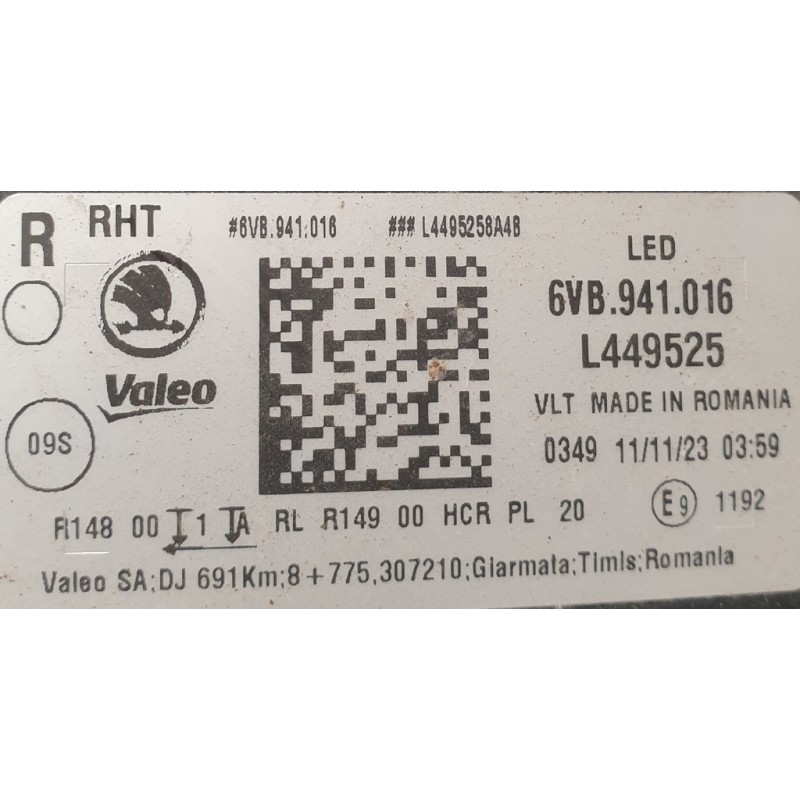 R RHT #6VB.941.016 ### L4495258A48
LED
6VB.941.016
L449525
Valeo
VLT MADE IN ROMANIA
09S
0349 11/11/23 03:59
R148 00 1 A RL R149 00 HCR PL 20 E9 1192
Valeo SA;DJ 691Km;8+775,307210;Giarmata;Timis;Romania